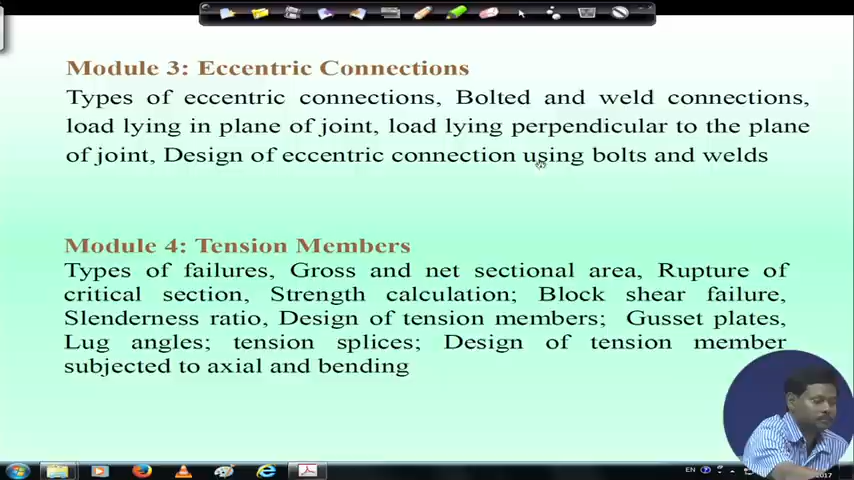 Module 3: Eccentric Connections
Types of eccentric connections, Bolted and weld connections,
load lying in plane of joint, load lying perpendicular to the plane
of joint, Design of eccentric connection using bolts and welds
Module 4: Tension Members
Types of failures, Gross and net sectional area, Rupture of
critical section, Strength calculation; Block shear failure,
Slenderness ratio, Design of tension members; Gusset plates,
Lug angles; tension splices; Design of tension member
subjected to axial and bending
EN